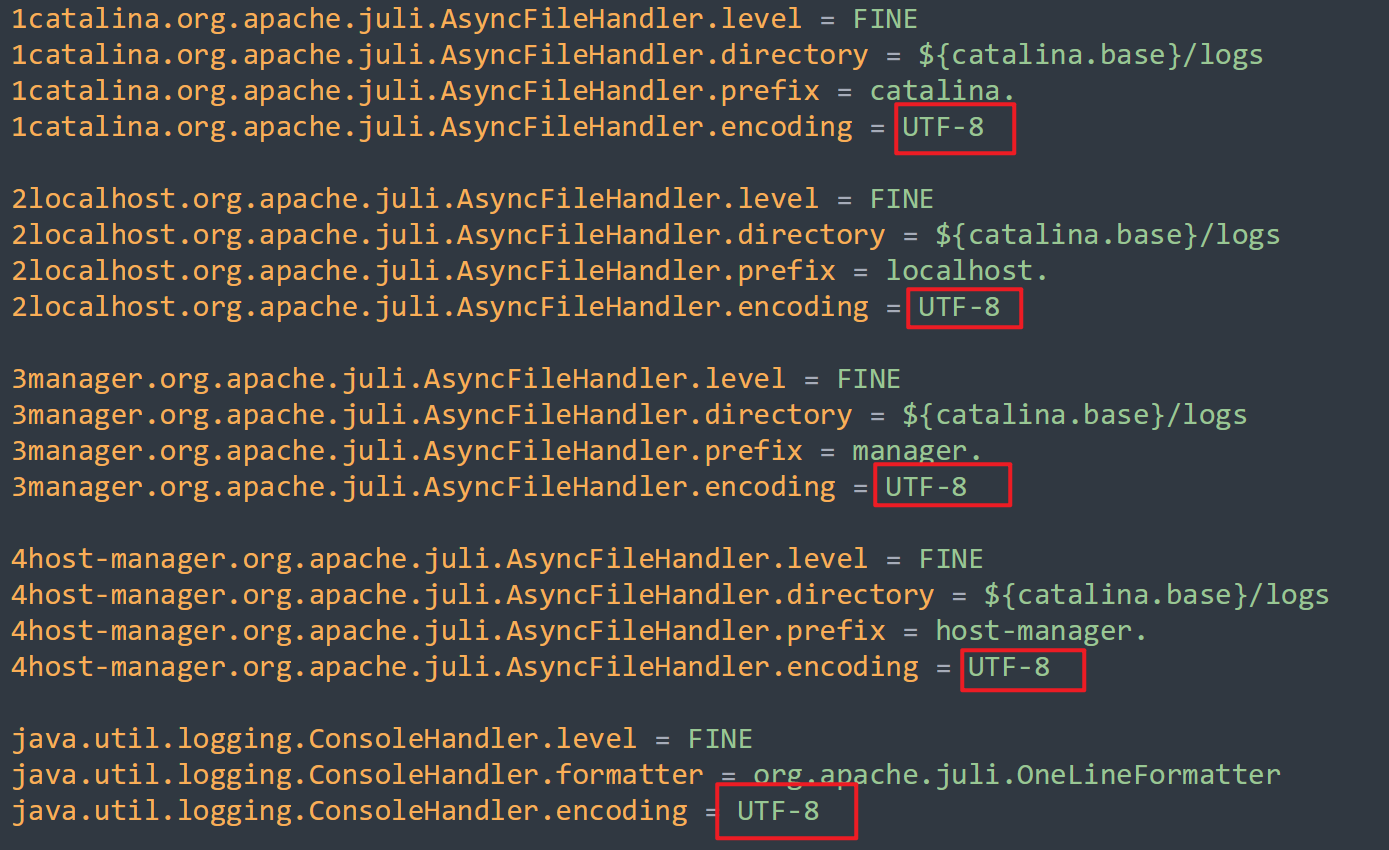 1catalina.org.apache.juli.AsyncFileHandler.level = FINE
1catalina.org.apache.juli.AsyncFileHandler.directory = ${catalina.base}/logs
1catalina.org.apache.juli.AsyncFileHandler.prefix = catalina.
1catalina.org.apache.juli.AsyncFileHandler.encoding = UTF-8
2localhost.org.apache.juli.AsyncFileHandler.level = FINE
2localhost.org.apache.juli.AsyncFileHandler.directory = ${catalina.base}/logs
2localhost.org.apache.juli.AsyncFileHandler.prefix = localhost.
2localhost.org.apache.juli.AsyncFileHandler.encoding = UTF-8
3manager.org.apache.juli.AsyncFileHandler.level = FINE
3manager.org.apache.juli.AsyncFileHandler.directory = ${catalina.base}/logs
3manager.org.apache.juli.AsyncFileHandler.prefix = manager.
3manager.org.apache.juli.AsyncFileHandler.encoding = UTF-8
4host-manager.org.apache.juli.AsyncFileHandler.level = FINE
4host-manager.org.apache.juli.AsyncFileHandler.directory = ${catalina.base}/logs
4host-manager.org.apache.juli.AsyncFileHandler.prefix = host-manager.
4host-manager.org.apache.juli.AsyncFileHandler.encoding = UTF-8
java.util.logging.ConsoleHandler.level = FINE
java.util.logging.ConsoleHandler.formatter = org.apache.juli.OneLineFormatter
java.util.logging.ConsoleHandler.encoding = UTF-8